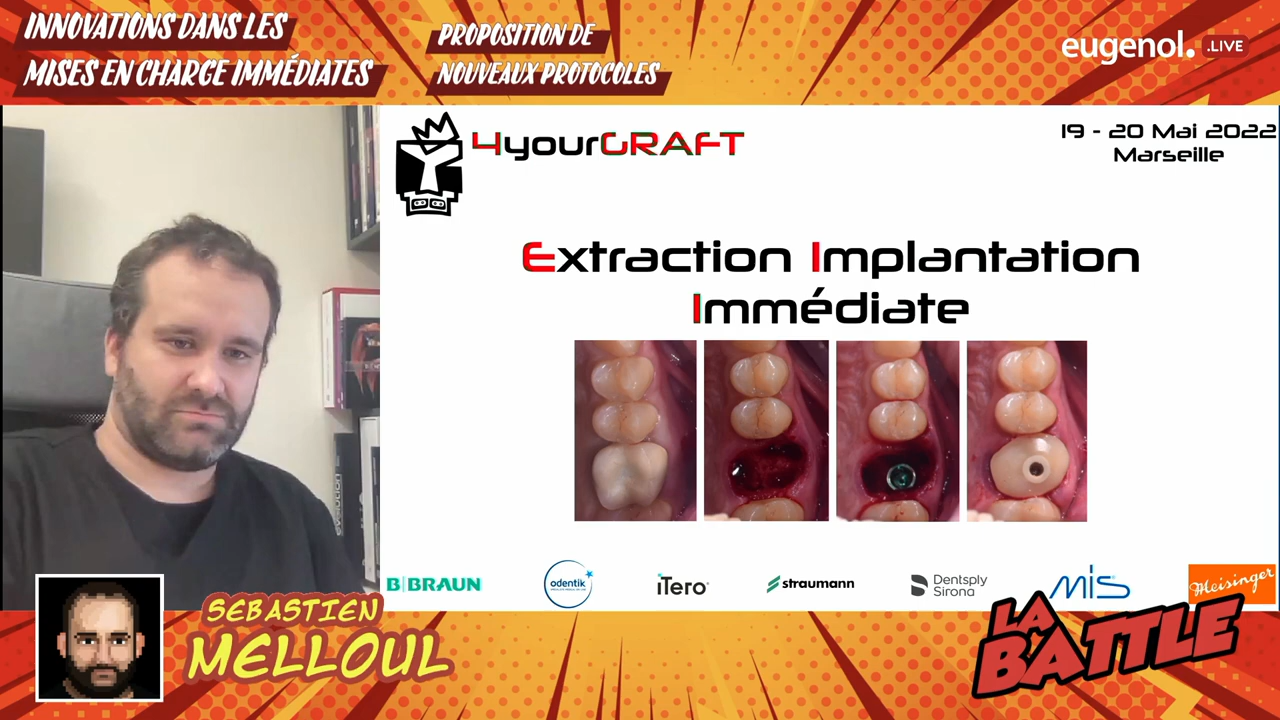 INNOVATIONS DANS LES
MISES EN CHARGE IMMÉDIATES
PROPOSITION DE
NOUVEAUX PROTOCOLES
eugenol. .LIVE
4yourGRAFT
19 - 20 Mai 2022
Marseille
Extraction Implantation
Immédiate
B|BRAUN
odentik
iTero
straumann
Dentsply
Sirona
MIS
Meisinger
SEBASTIEN
MELLOUL
LA
BATTLE